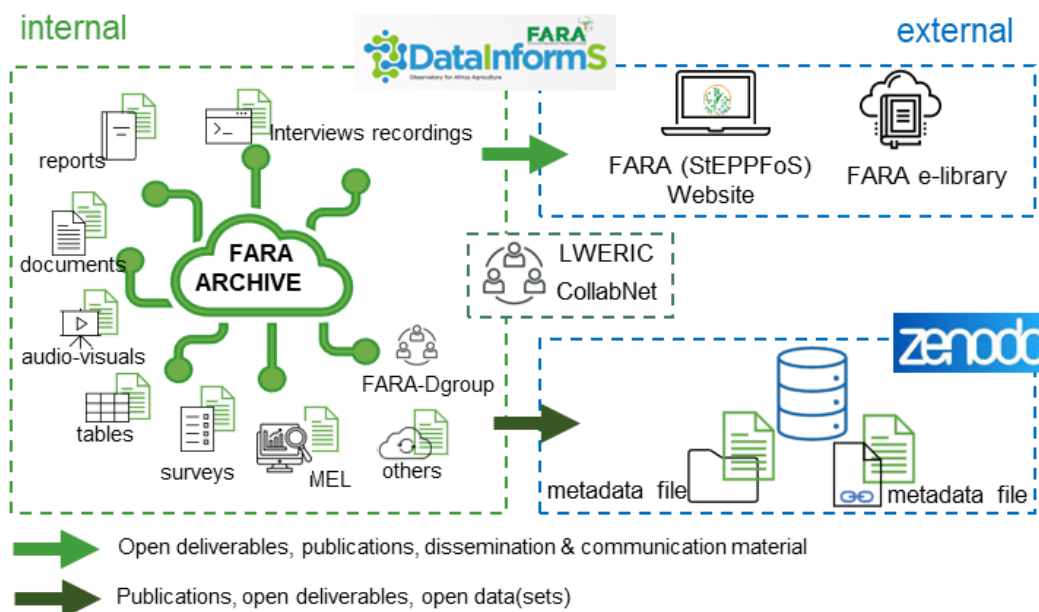 internal
FARA
DataInformS
Observatory for Africa Agriculture
external
reports
Interviews recordings
documents
FARA
ARCHIVE
audio-visuals
tables
surveys
MEL
others
FARA-Dgroup
FARA (StEPPFoS)
Website
FARA e-library
LWERIC
CollabNet
zenodo
metadata file
metadata file
Open deliverables, publications, dissemination & communication material
Publications, open deliverables, open data(sets)